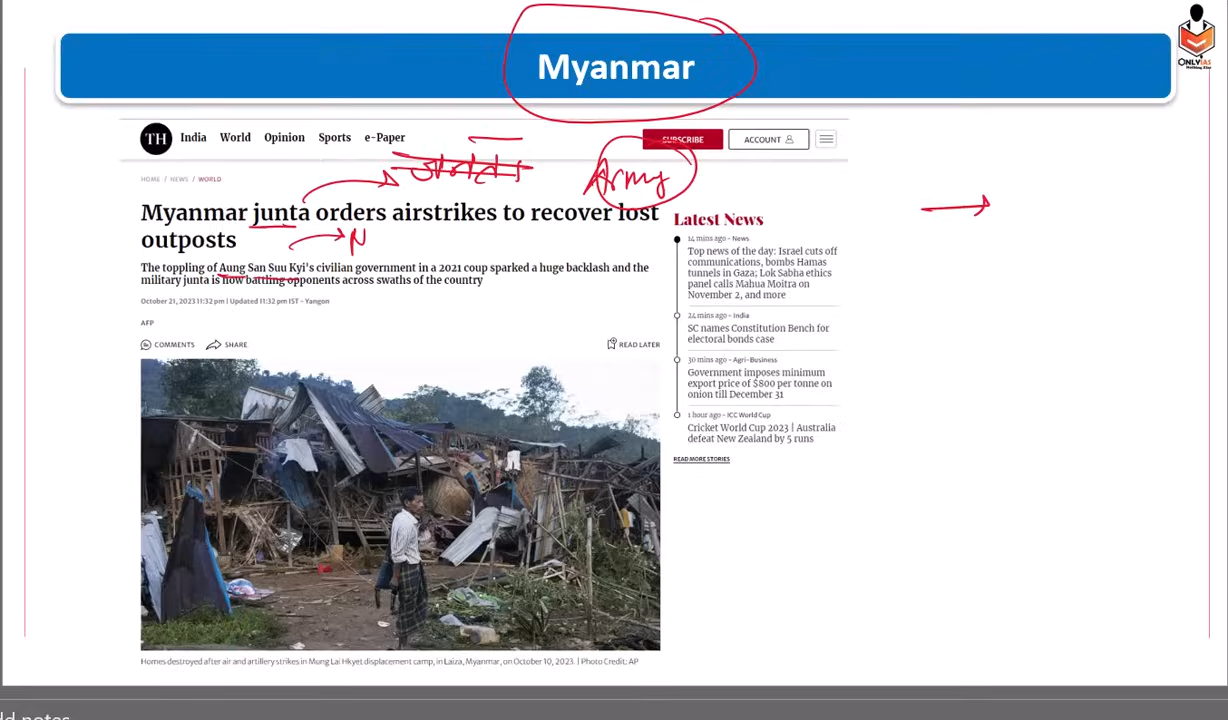 Myanmar
ONLYIAS
TH India World Opinion Sports e-Paper
SUBSCRIBE
ACCOUNT
Army
HOME / NEWS / WORLD
Myanmar junta orders airstrikes to recover lost
outposts
N
The toppling of Aung San Suu Kyi's civilian government in a 2021 coup sparked a huge backlash and the
military junta is now battling opponents across swaths of the country
October 21, 2023 11:32 pm | Updated 11:32 pm IST - Yangon
AFP
COMMENTS
SHARE
READ LATER
Homes destroyed after air and artillery strikes in Mung Lai Hkyet displacement camp, in Laiza, Myanmar, on October 10, 2023. | Photo Credit: AP
Latest News
14 mins ago - News
Top news of the day: Israel cuts off
communications, bombs Hamas
tunnels in Gaza; Lok Sabha ethics
panel calls Mahua Moitra on
November 2, and more
24 mins ago - India
SC names Constitution Bench for
electoral bonds case
30 mins ago - Agri-Business
Government imposes minimum
export price of $800 per tonne on
onion till December 31
1 hour ago - ICC World Cup
Cricket World Cup 2023 | Australia
defeat New Zealand by 5 runs
READ MORE STORIES